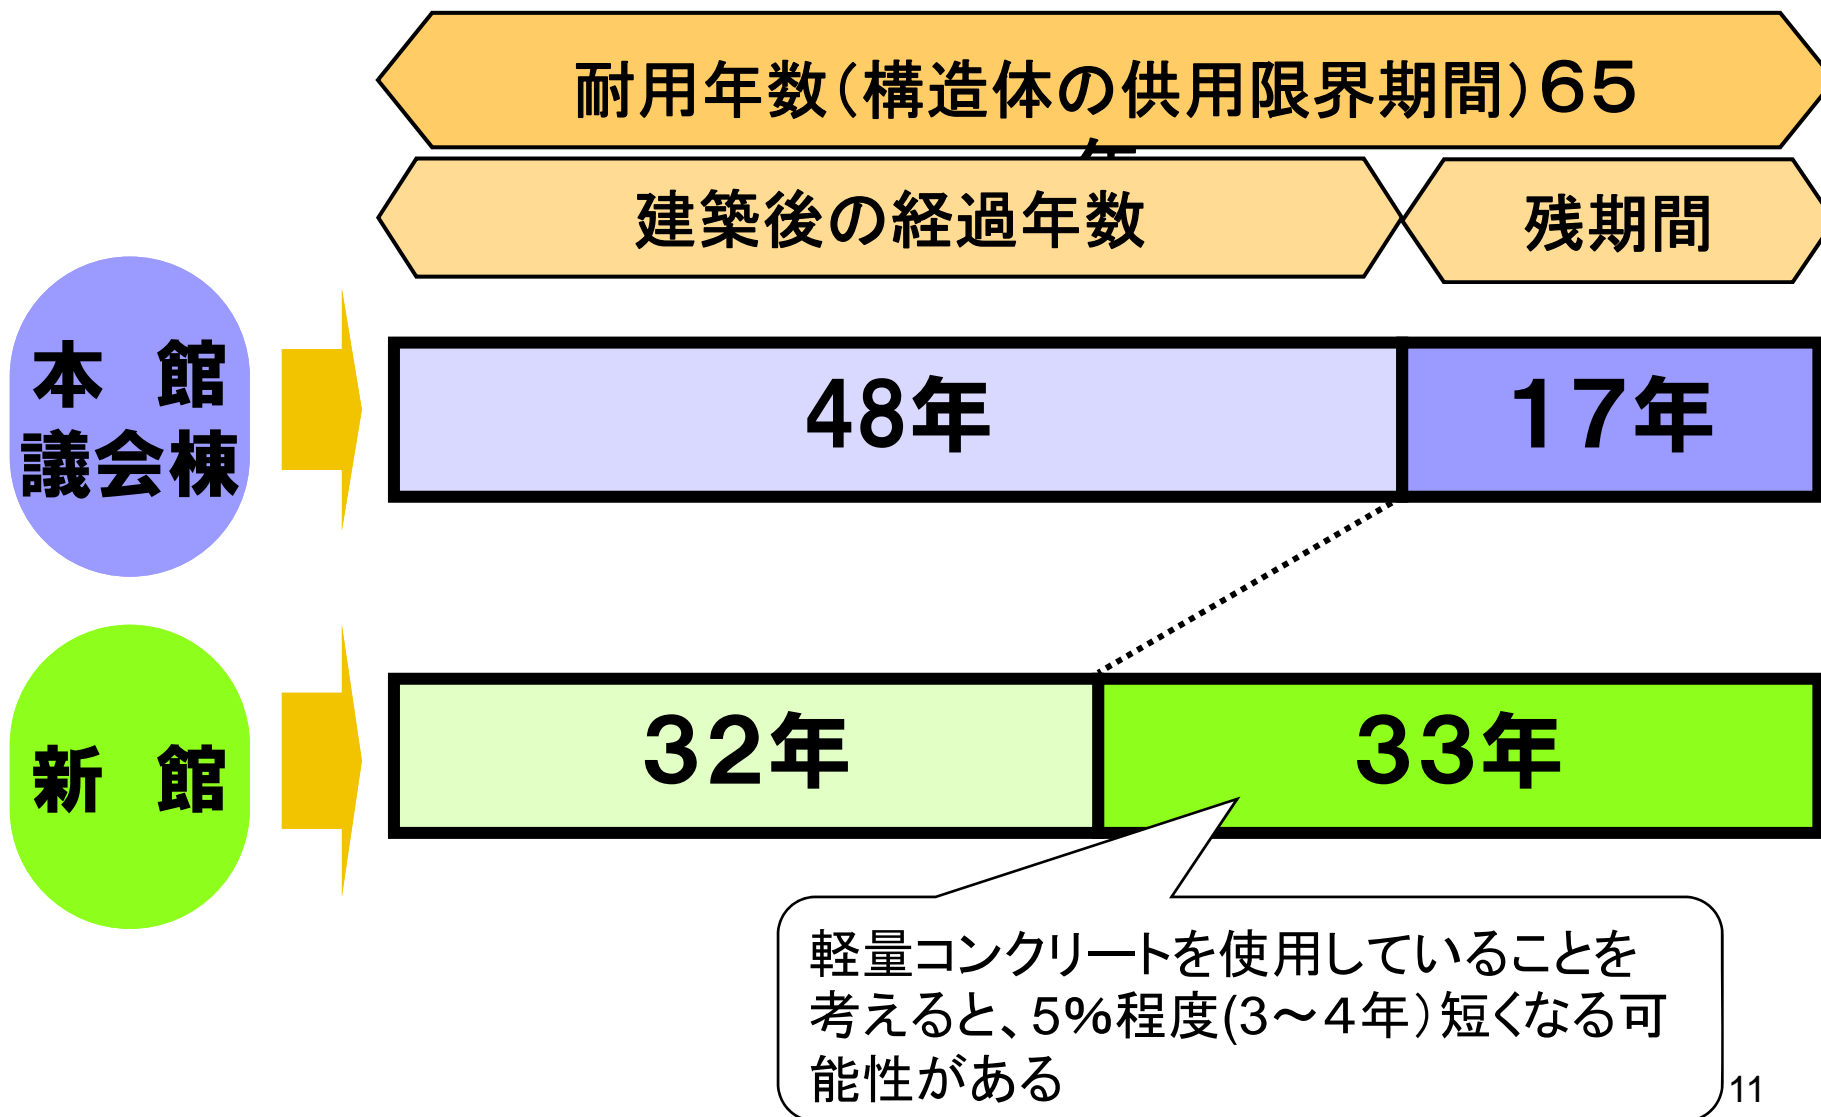 耐用年数（構造体の供用限界期間）６５
年
建築後の経過年数
残期間
本　館
議会棟
48年
１７年
新　館
３２年
３３年
軽量コンクリートを使用していることを
考えると、5％程度(3～４年）短くなる可
能性がある
11